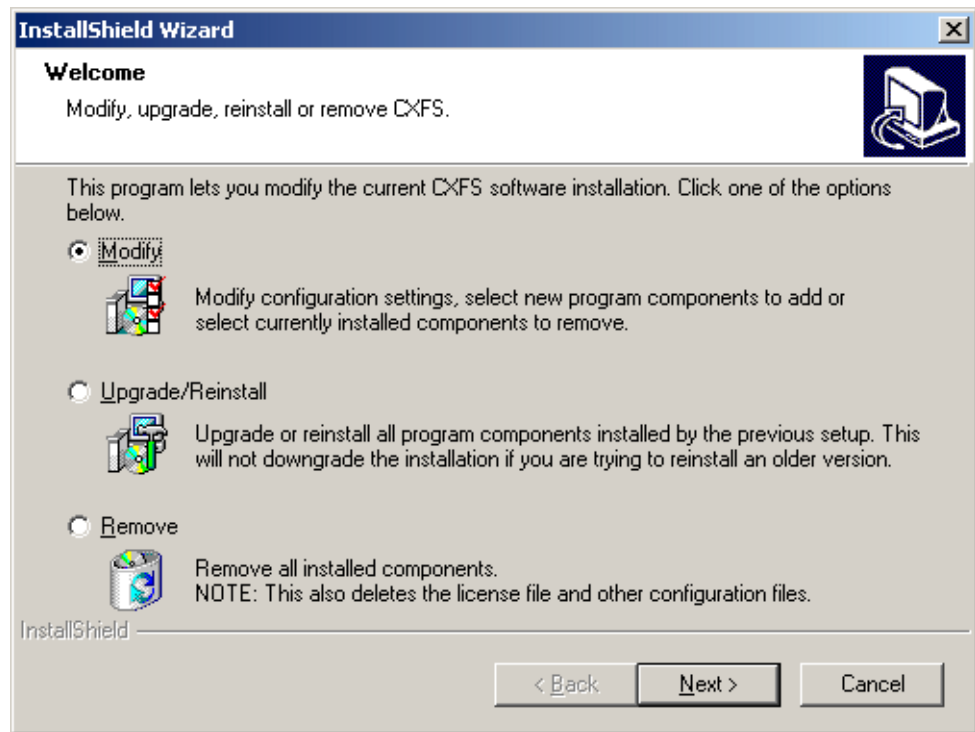 InstallShield Wizard
Welcome
Modify, upgrade, reinstall or remove CXFS.
This program lets you modify the current CXFS software installation. Click one of the options
below.
Modify
Modify configuration settings, select new program components to add or
select currently installed components to remove.
Upgrade/Reinstall
Upgrade or reinstall all program components installed by the previous setup. This
will not downgrade the installation if you are trying to reinstall an older version.
Remove
Remove all installed components.
NOTE: This also deletes the license file and other configuration files.
InstallShield
< Back
Next >
Cancel